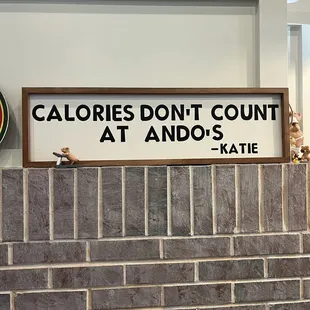 CALORIES DON'T COUNT
AT ANDO'S
-KATIE